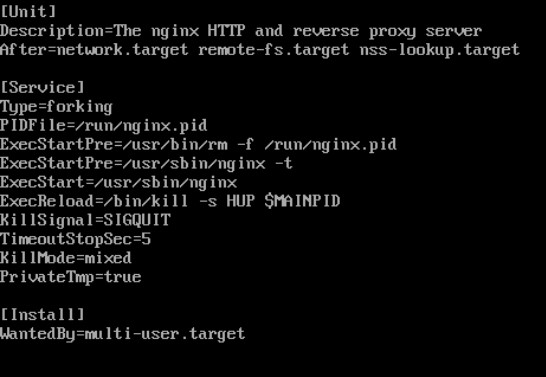 [Unit]
Description=The nginx HTTP and reverse proxy server
After=network.target remote-fs.target nss-lookup.target
[Service]
Type=forking
PIDFile=/run/nginx.pid
ExecStartPre=/usr/bin/rm -f /run/nginx.pid
ExecStartPre=/usr/sbin/nginx -t
ExecStart=/usr/sbin/nginx
ExecReload=/bin/kill -s HUP $MAINPID
KillSignal=SIGQUIT
TimeoutStopSec=5
KillMode=mixed
PrivateTmp=true
[Install]
WantedBy=multi-user.target